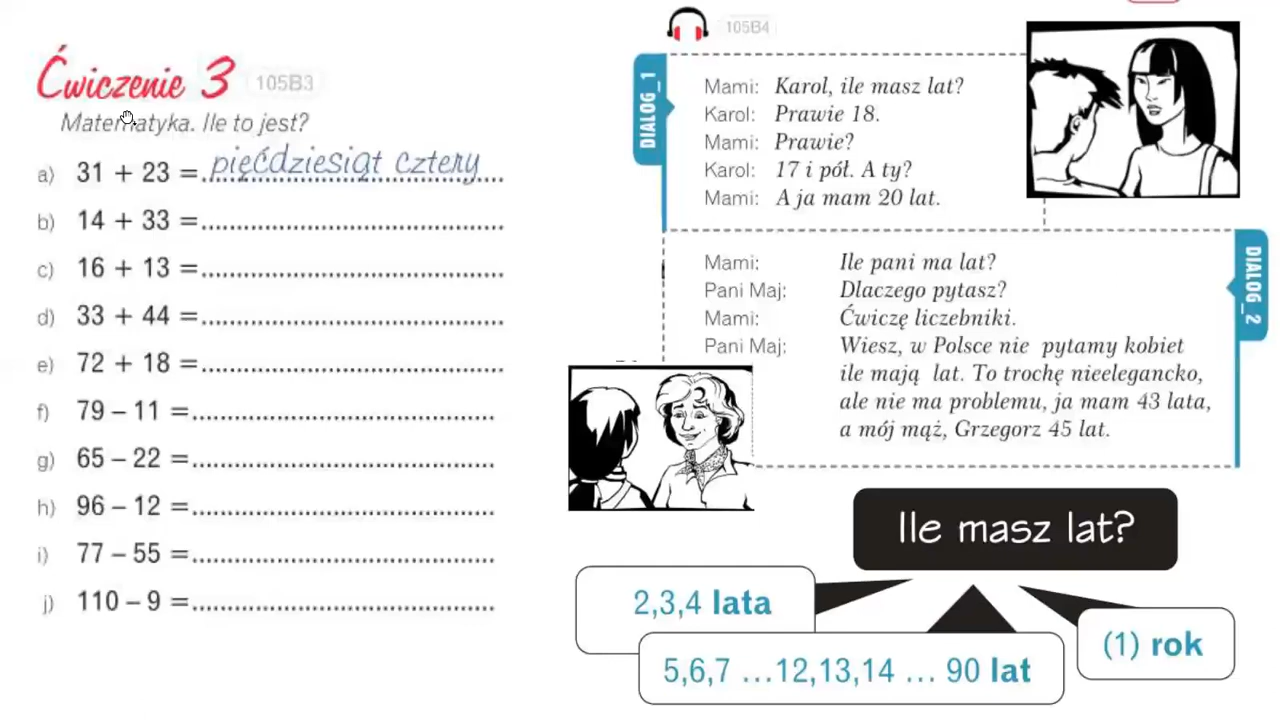 Ćwiczenie 3 105B3
Matematyka. Ile to jest?
a) 31 + 23 = pięćdziesiąt cztery
b) 14 + 33 = ........................................
c) 16 + 13 = ........................................
d) 33 + 44 = ........................................
e) 72 + 18 = ........................................
f) 79 – 11 = ........................................
g) 65 – 22 = ........................................
h) 96 – 12 = ........................................
i) 77 – 55 = ........................................
j) 110 – 9 = ........................................
105B4
DIALOG_1
Mami: Karol, ile masz lat?
Karol: Prawie 18.
Mami: Prawie?
Karol: 17 i pół. A ty?
Mami: A ja mam 20 lat.
DIALOG_2
Mami: Ile pani ma lat?
Pani Maj: Dlaczego pytasz?
Mami: Ćwiczę liczebniki.
Pani Maj: Wiesz, w Polsce nie pytamy kobiet
ile mają lat. To trochę nieelegancko,
ale nie ma problemu, ja mam 43 lata,
a mój mąż, Grzegorz 45 lat.
Ile masz lat?
2,3,4 lata
5,6,7 ...12,13,14 ... 90 lat
(1) rok